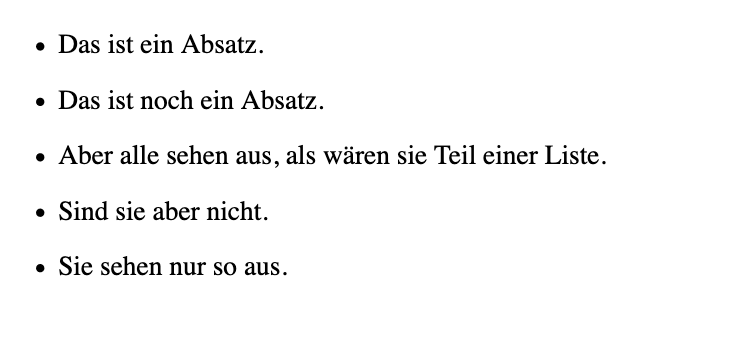 • Das ist ein Absatz.
• Das ist noch ein Absatz.
• Aber alle sehen aus, als wären sie Teil einer Liste.
• Sind sie aber nicht.
• Sie sehen nur so aus.